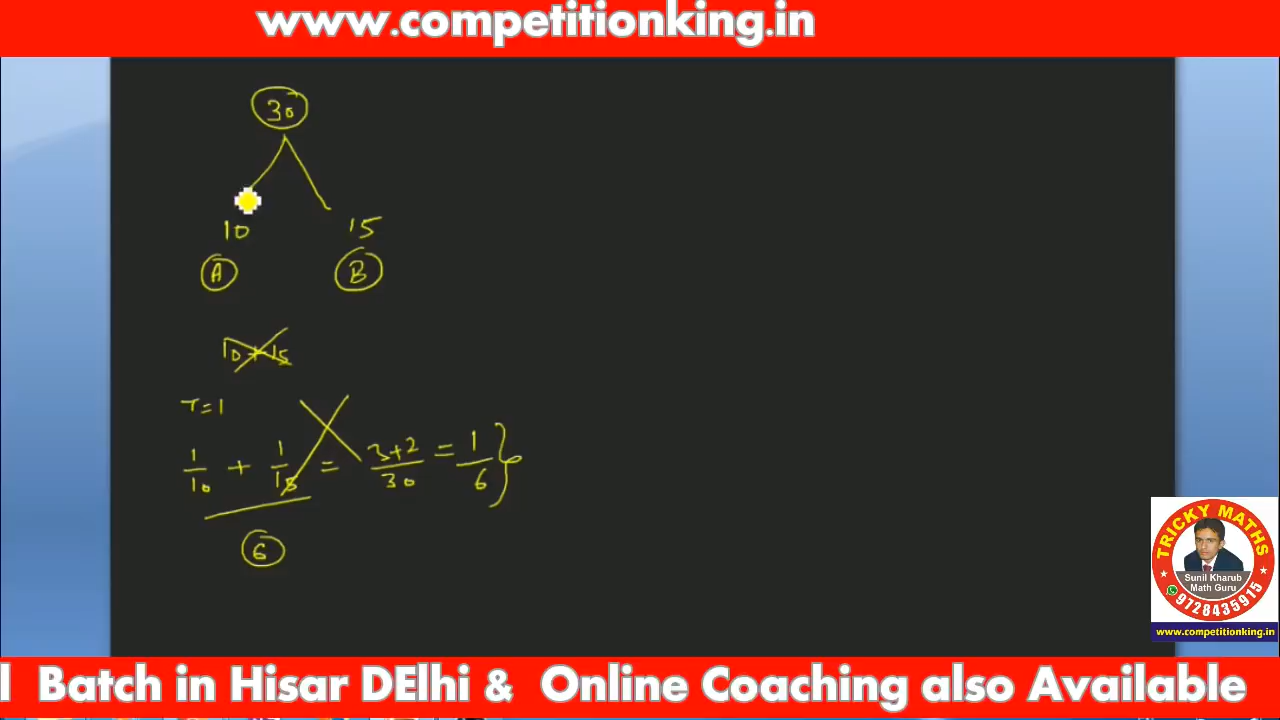 www.competitionking.in
30
10 15
A B
10 + 15
T=1
1/10 + 1/15 = 3+2/30 = 1/6
6
TRICKY MATHS
Sunil Kharub
Math Guru
9728435915
www.competitionking.in
l Batch in Hisar DElhi & Online Coaching also Available